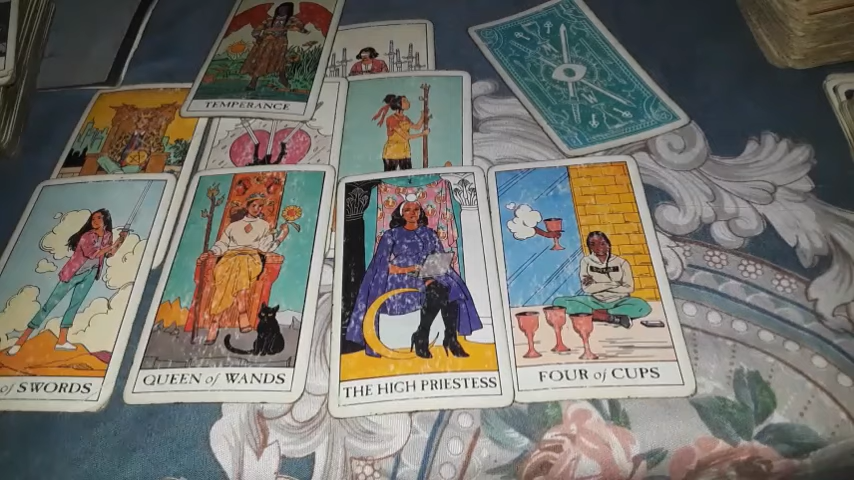 TEMPERANCE
of SWORDS
QUEEN of WANDS
THE HIGH PRIESTESS
FOUR of CUPS